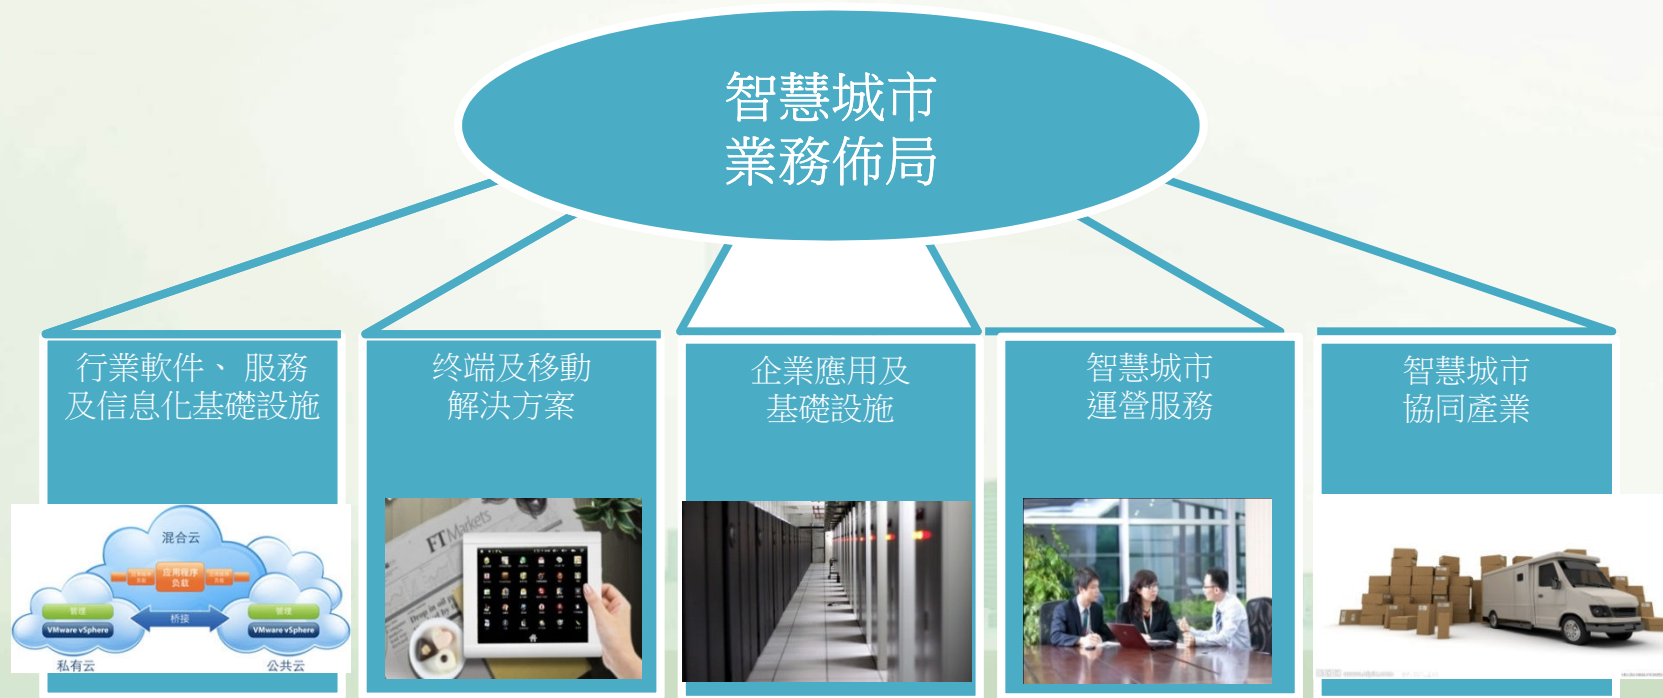 智慧城市
業務佈局
行業軟件、 服務
及信息化基礎設施
终端及移動
解決方案
企業應用及
基礎設施
智慧城市
運營服務
智慧城市
協同產業
混合云
应用程序
负载
管理
VMware vSphere
桥接
管理
VMware vSphere
私有云
公共云
FTMarkets